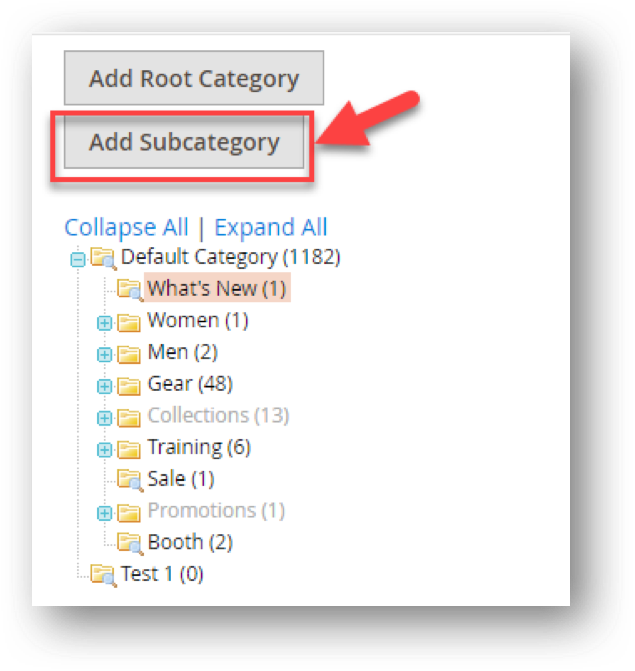 Add Root Category
Add Subcategory
Collapse All | Expand All
Default Category (1182)
What's New (1)
Women (1)
Men (2)
Gear (48)
Collections (13)
Training (6)
Sale (1)
Promotions (1)
Booth (2)
Test 1 (0)